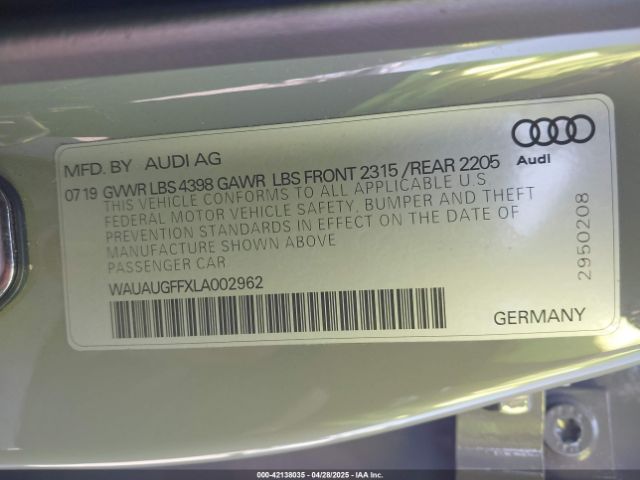 MFD. BY AUDI AG
Audi
07 19 GVWR LBS 4398 GAWR LBS FRONT 2315 / REAR 2205
THIS VEHICLE CONFORMS TO ALL APPLICABLE U.S
FEDERAL MOTOR VEHICLE SAFETY, BUMPER AND THEFT
PREVENTION STANDARDS IN EFFECT ON THE DATE OF
MANUFACTURE SHOWN ABOVE
PASSENGER CAR
WAUAUGFFXLA002962
2950208
GERMANY
000-42138035 - 04/28/2025 - IAA Inc.